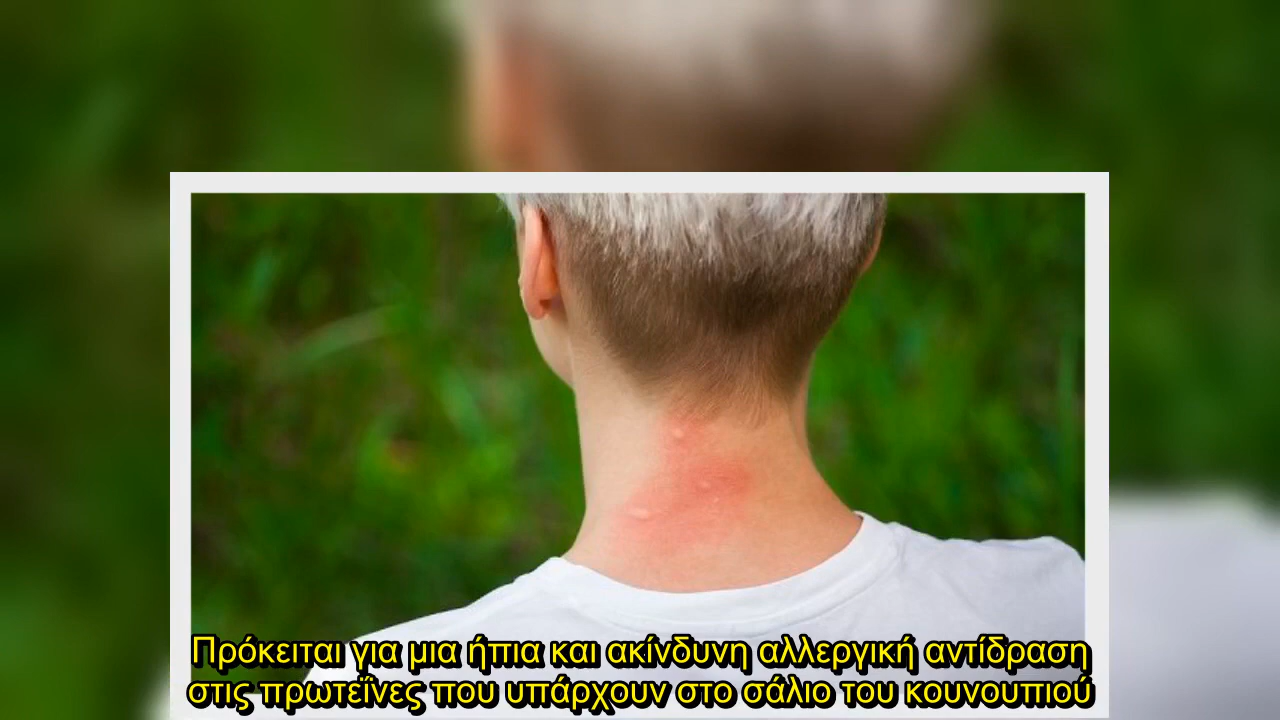 Πρόκειται για μια ήπια και ακίνδυνη αλλεργική αντίδραση
στις πρωτεΐνες που υπάρχουν στο σάλιο του κουνουπιού